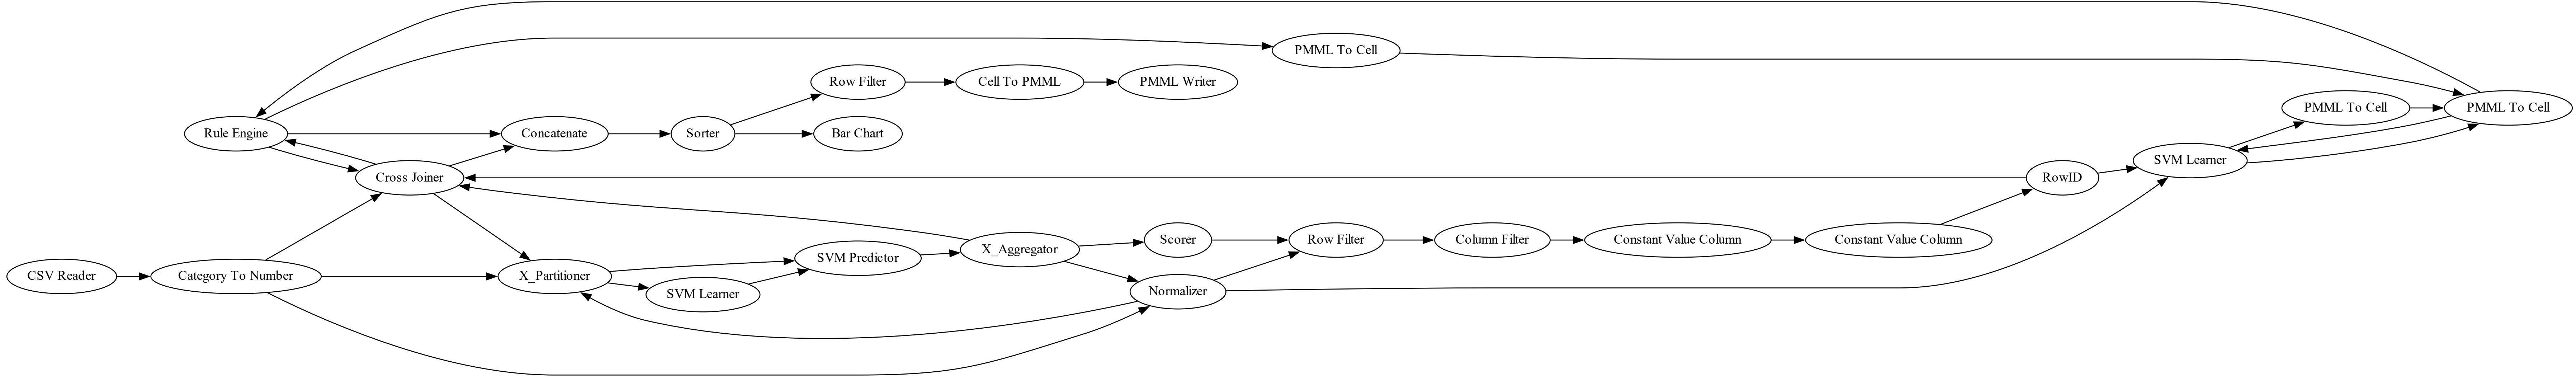 PMML To Cell
Row Filter
Cell To PMML
PMML Writer
PMML To Cell
PMML To Cell
Rule Engine
Concatenate
Sorter
Bar Chart
SVM Learner
Cross Joiner
RowID
Scorer
Row Filter
Column Filter
Constant Value Column
Constant Value Column
X_Aggregator
SVM Predictor
CSV Reader
Category To Number
X_Partitioner
SVM Learner
Normalizer